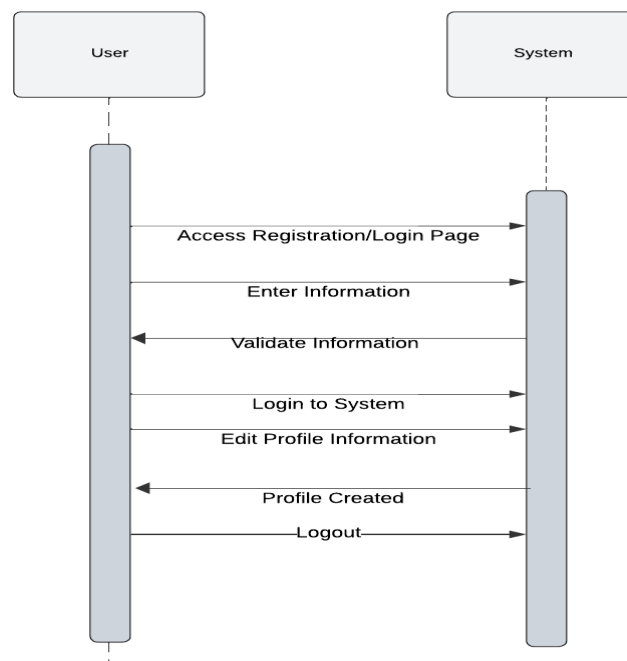 User
System
Access Registration/Login Page
Enter Information
Validate Information
Login to System
Edit Profile Information
Profile Created
Logout